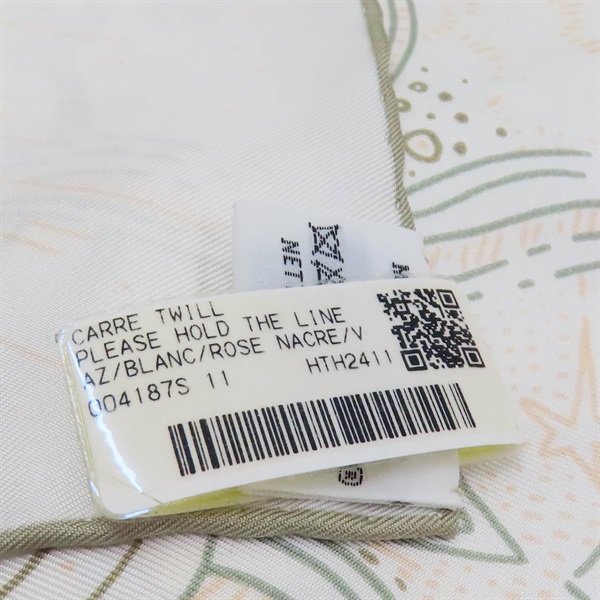 CARRE TWILL
PLEASE HOLD THE LINE
AZ/BLANC/ROSE NACRE/V
004187S 11 HTH2411